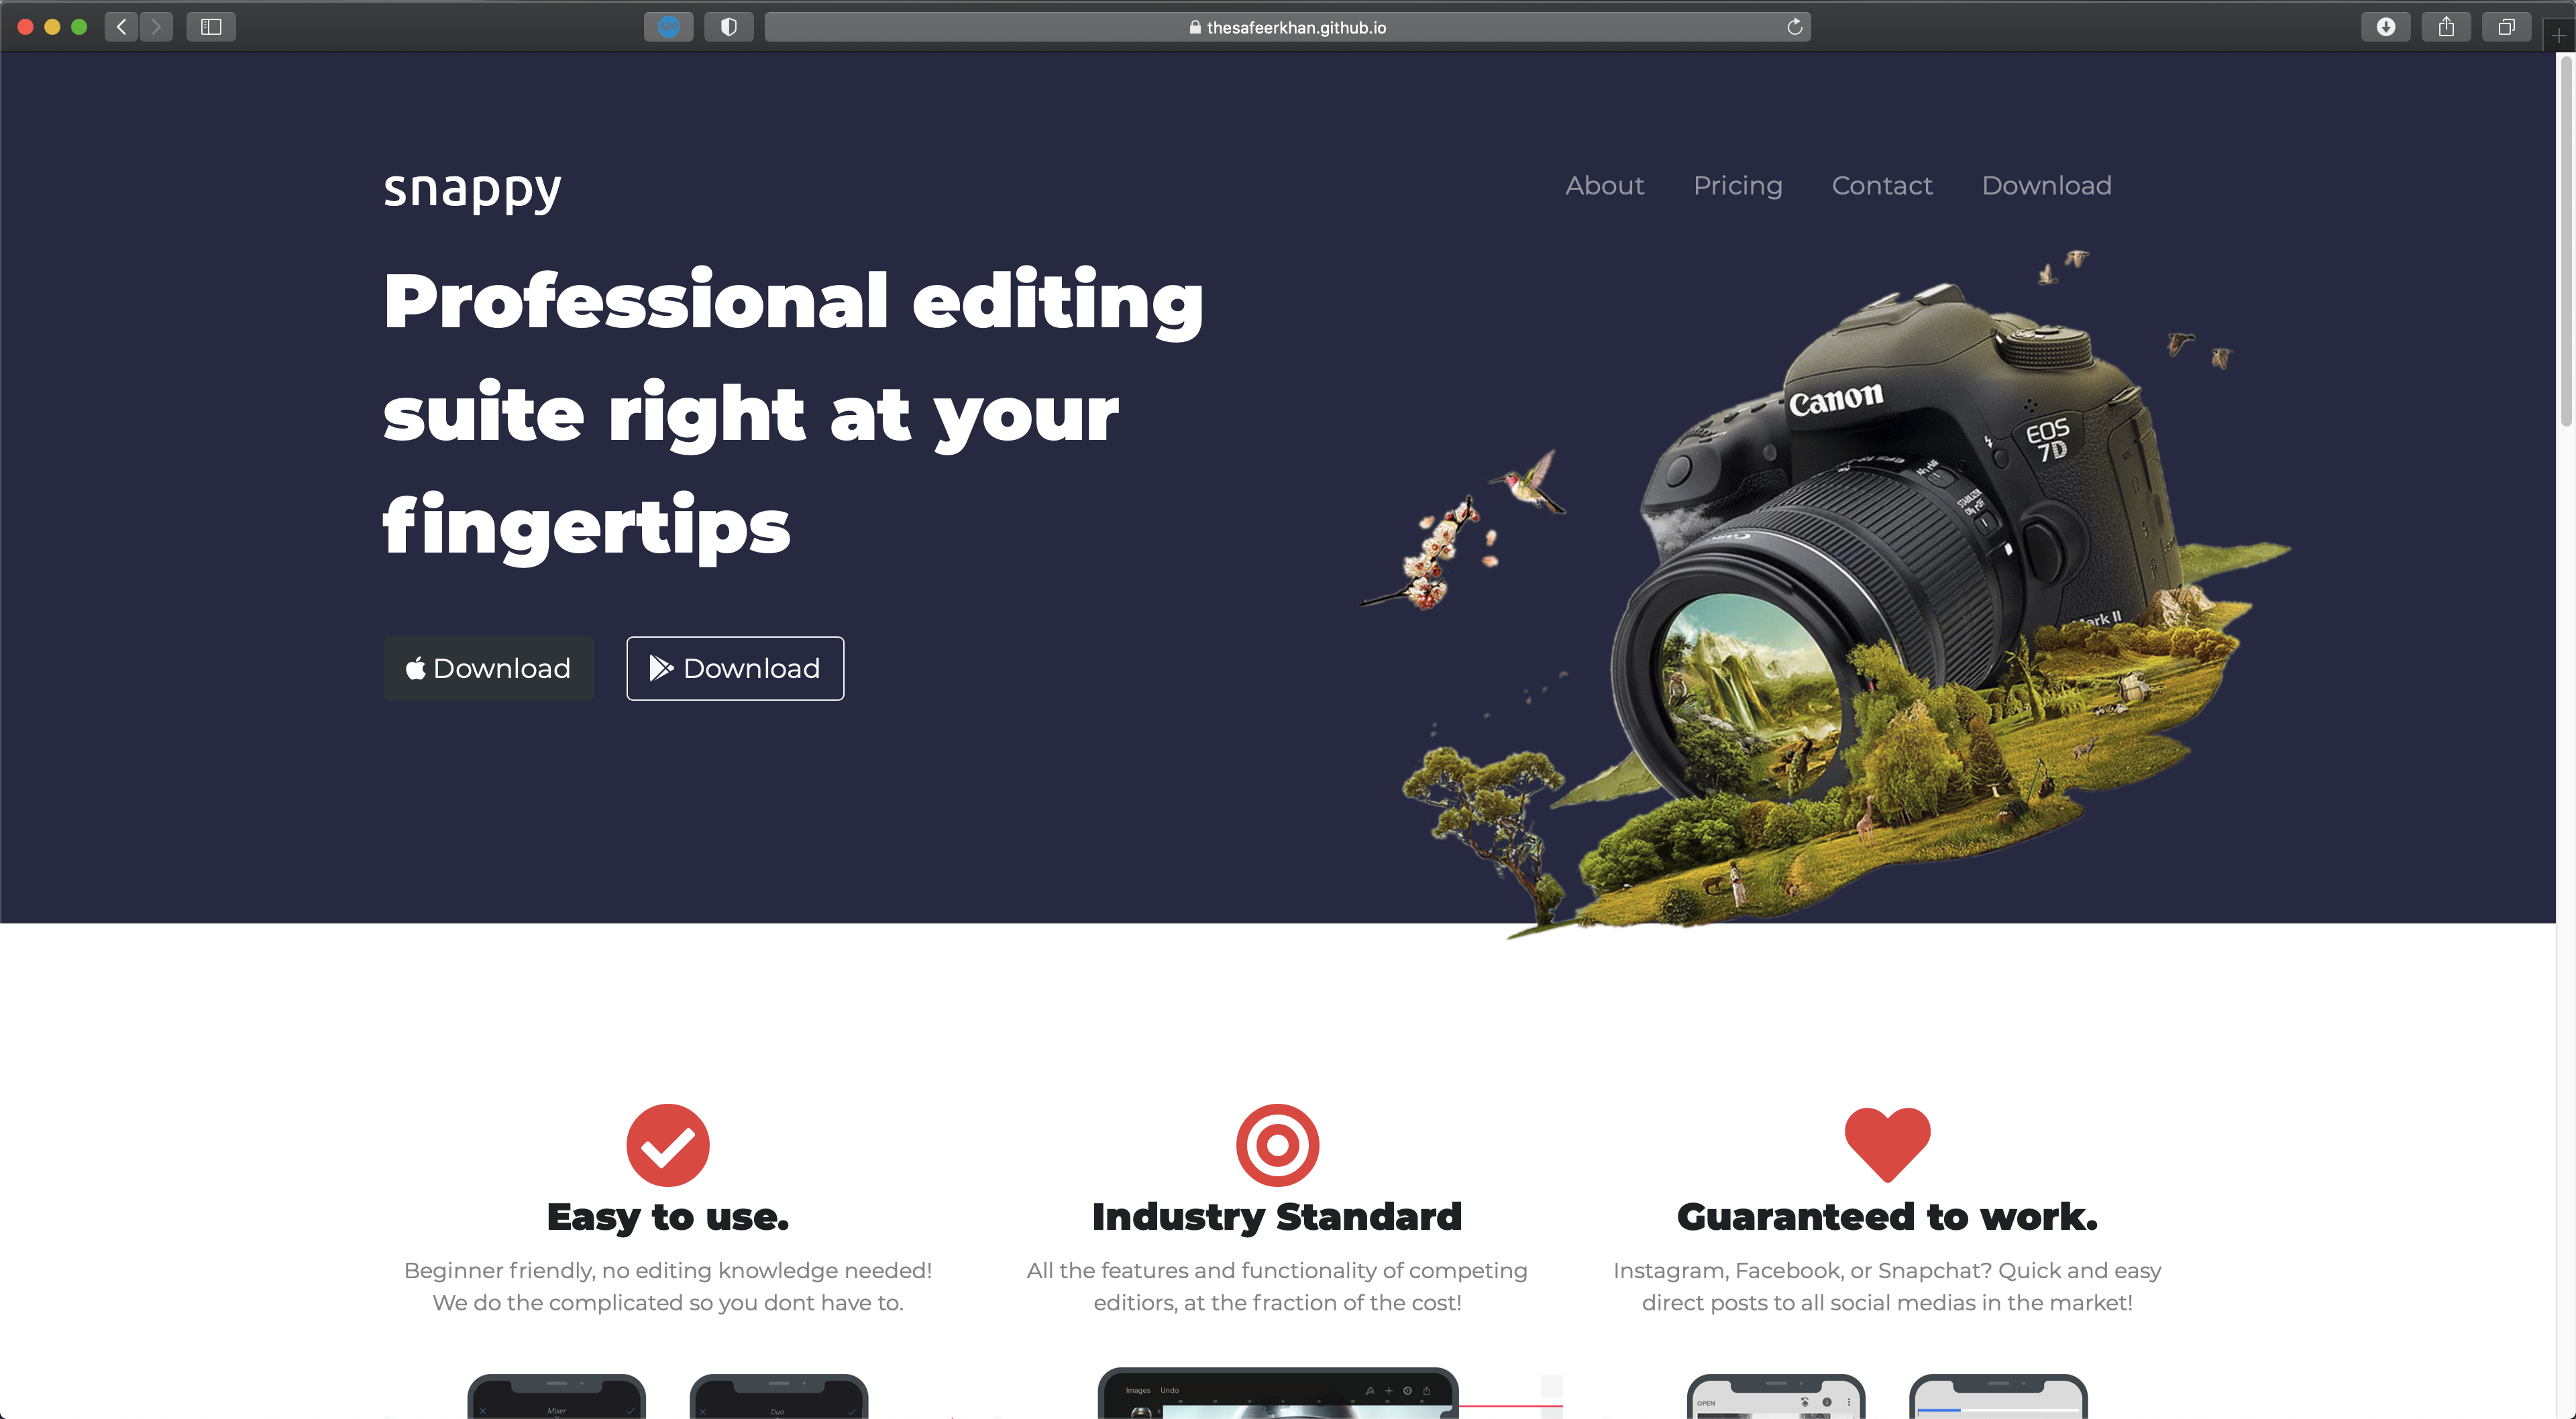 thesafeerkhan.github.io
snappy
About Pricing Contact Download
Professional editing
suite right at your
fingertips
Download Download
Canon
EOS
7D
Mark II
STABILIZER
Easy to use.
Industry Standard
Guaranteed to work.
Beginner friendly, no editing knowledge needed!
We do the complicated so you dont have to.
All the features and functionality of competing
editiors, at the fraction of the cost!
Instagram, Facebook, or Snapchat? Quick and easy
direct posts to all social medias in the market!
Mixer
Duo
Images Undo
OPEN